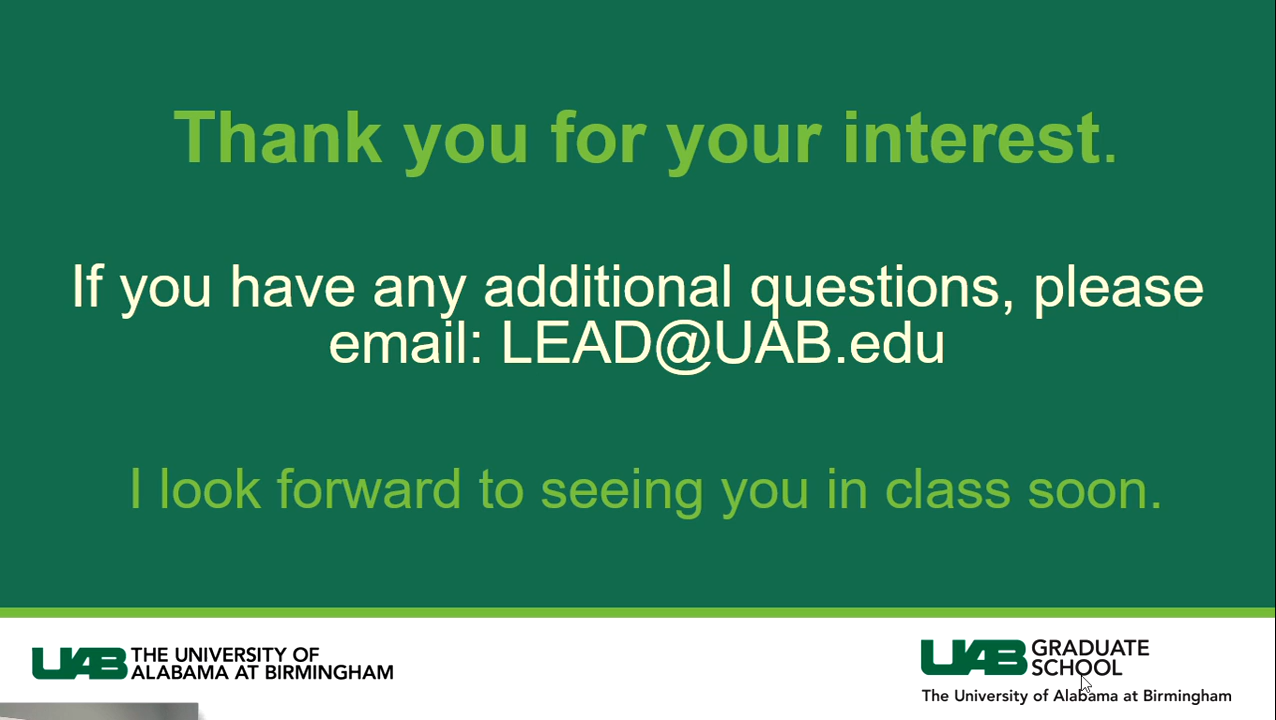 Thank you for your interest.
If you have any additional questions, please
email: LEAD@UAB.edu
I look forward to seeing you in class soon.
UAB THE UNIVERSITY OF
ALABAMA AT BIRMINGHAM
UAB GRADUATE
SCHOOL
The University of Alabama at Birmingham